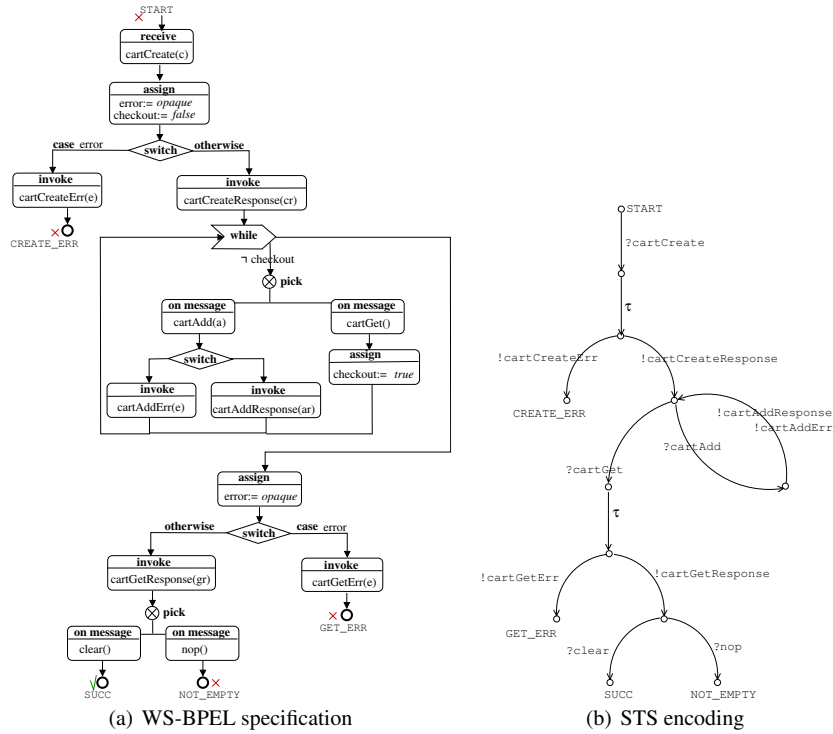 START
receive
cartCreate(c)
assign
error:= opaque
checkout:= false
case error
otherwise
switch
invoke
cartCreateErr(e)
invoke
cartCreateResponse(cr)
CREATE_ERR
while
¬ checkout
pick
on message
cartAdd(a)
on message
cartGet()
switch
assign
checkout:= true
invoke
cartAddErr(e)
invoke
cartAddResponse(ar)
assign
error:= opaque
otherwise
case error
switch
invoke
cartGetResponse(gr)
invoke
cartGetErr(e)
pick
GET_ERR
on message
clear()
on message
nop()
SUCC
NOT_EMPTY
(a) WS-BPEL specification
START
?cartCreate
τ
!cartCreateErr
!cartCreateResponse
CREATE_ERR
!cartAddResponse
!cartAddErr
?cartAdd
?cartGet
τ
!cartGetErr
!cartGetResponse
GET_ERR
?clear
?nop
SUCC
NOT_EMPTY
(b) STS encoding